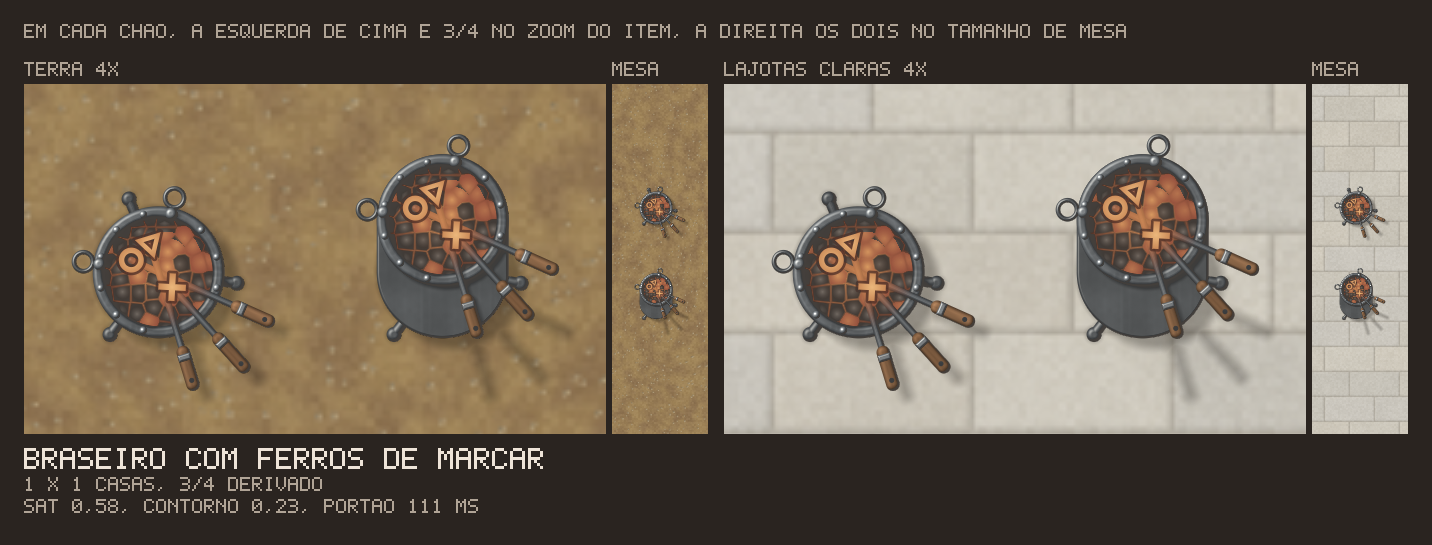 EM CADA CHAO, A ESQUERDA DE CIMA E 3/4 NO ZOOM DO ITEM, A DIREITA OS DOIS NO TAMANHO DE MESA
TERRA 4X MESA LAJOTAS CLARAS 4X MESA
BRASEIRO COM FERROS DE MARCAR
1 X 1 CASAS, 3/4 DERIVADO
SAT 0,58, CONTORNO 0,23, PORTAO 111 MS